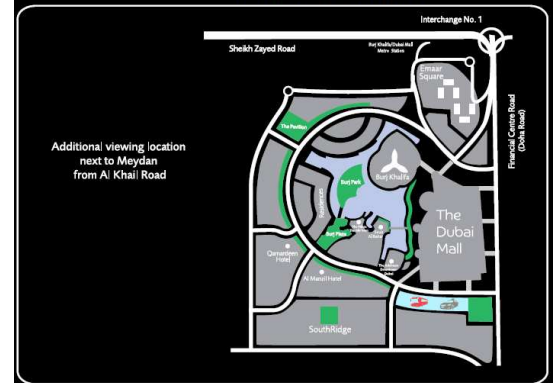 Interchange No. 1
Sheikh Zayed Road
Burj Khalifa/Dubai Mall
Metro Station
Emaar
Square
Financial Centre Road
(Doha Road)
The Pavilion
Additional viewing location
next to Meydan
from Al Khail Road
Burj Khalifa
Burj Park
Residences
The
Dubai
Mall
Burj Plaza
Qamardeen
Hotel
Al Manzil Hotel
SouthRidge